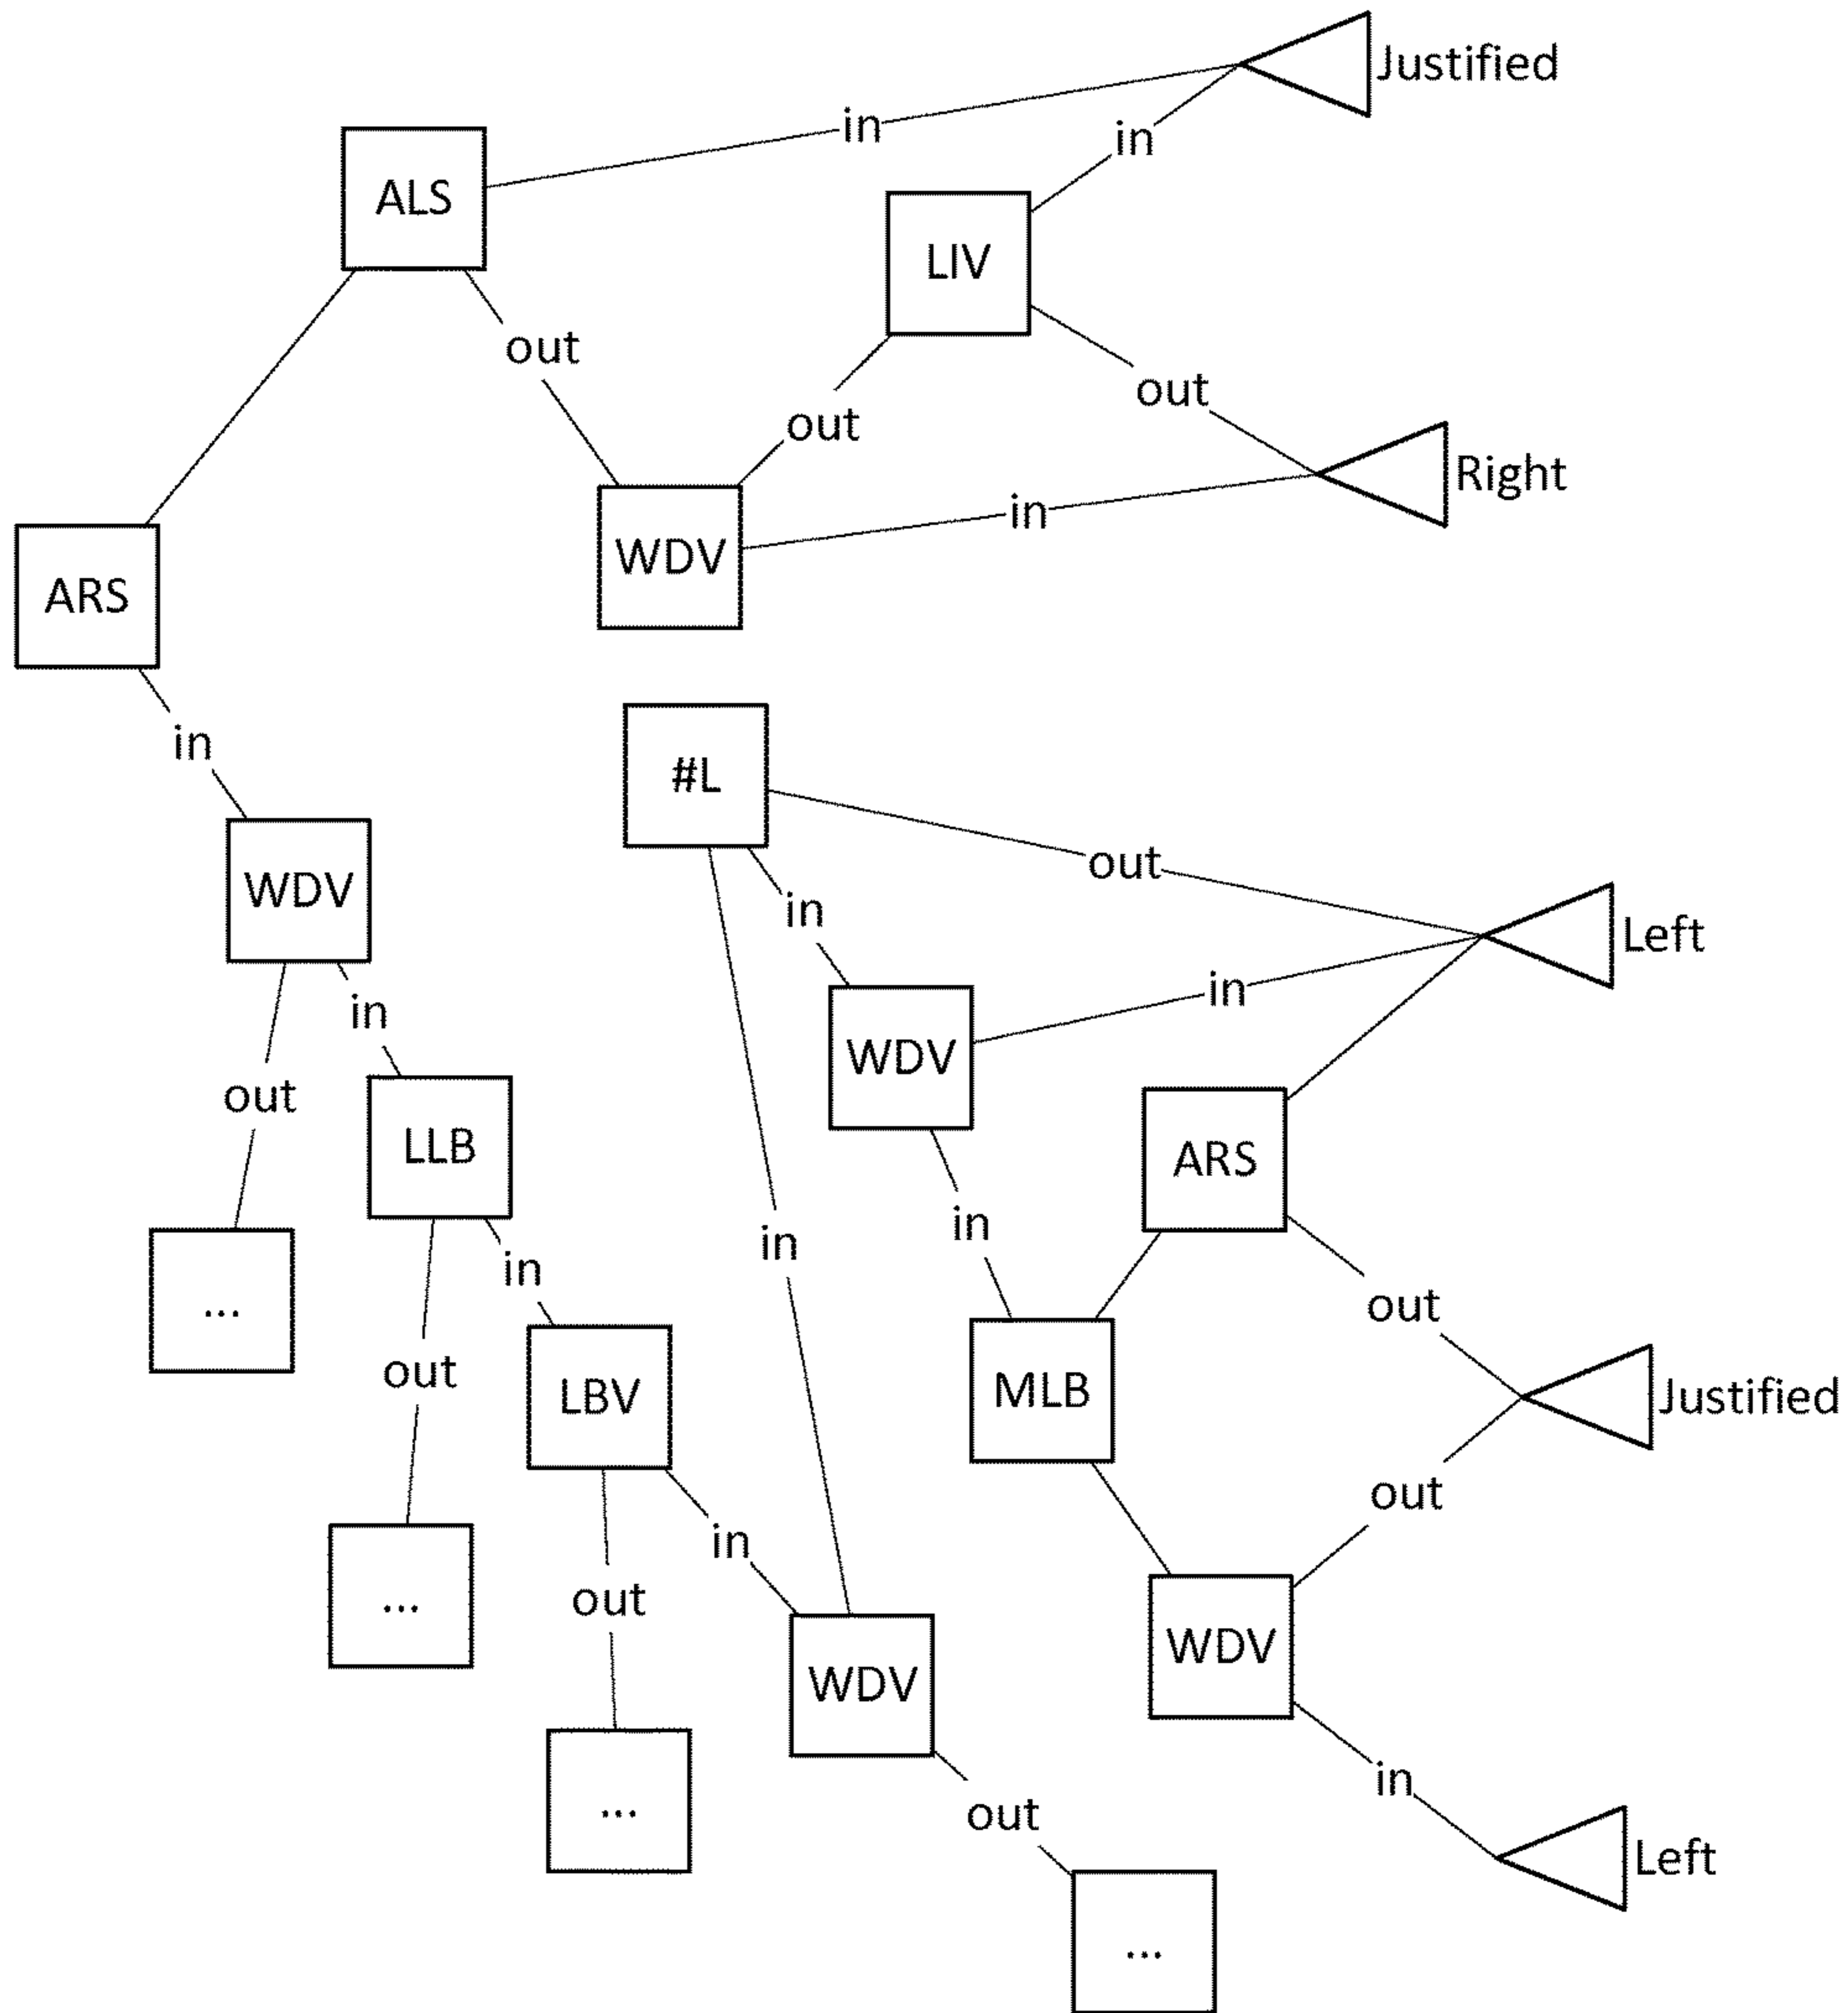 Justified
in
in
ALS
LIV
out
out
out
Right
in
WDV
ARS
in
#L
out
WDV
in
Left
in
in
WDV
out
LLB
ARS
in
in
in
...
out
out
LBV
MLB
Justified
out
in
out
out
...
WDV
WDV
in
...
out
Left
...